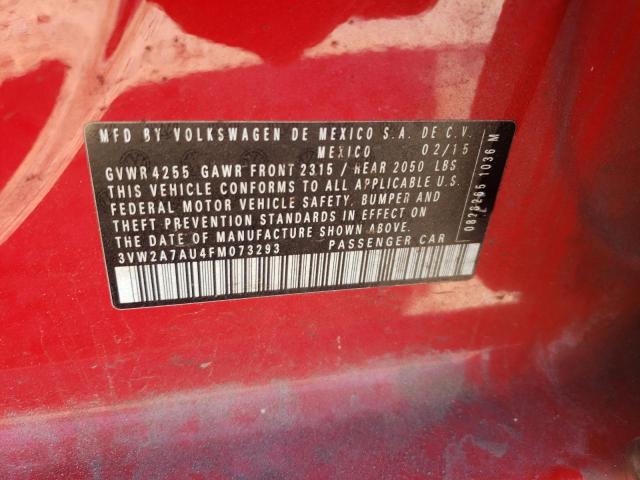 MFD BY VOLKSWAGEN DE MEXICO S.A. DE C.V.
MEXICO 02/15
GVWR 4255 GAWR FRONT 2315 / REAR 2050 LBS
THIS VEHICLE CONFORMS TO ALL APPLICABLE U.S.
FEDERAL MOTOR VEHICLE SAFETY, BUMPER AND
THEFT PREVENTION STANDARDS IN EFFECT ON
THE DATE OF MANUFACTURE SHOWN ABOVE.
3VW2A7AU4FM073293 PASSENGER CAR
1036 M